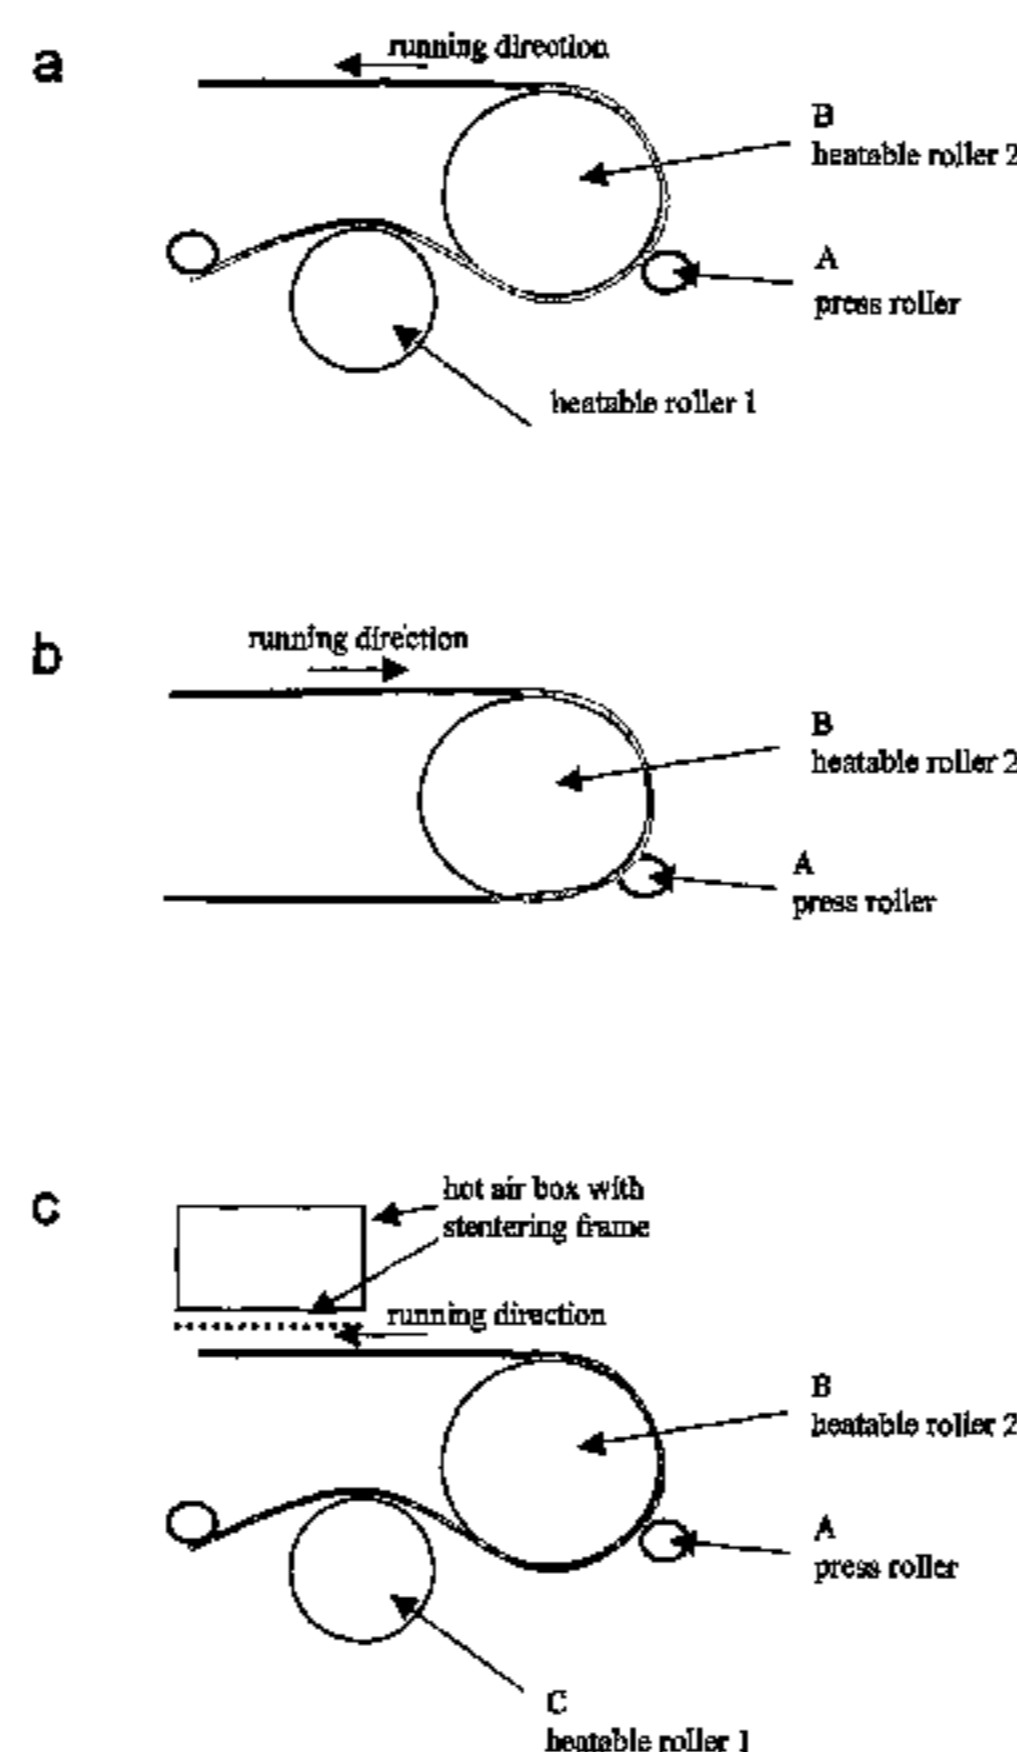 a
running direction
B
heatable roller 2
A
press roller
heatable roller 1
b
running direction
B
heatable roller 2
A
press roller
c
hot air box with
stentering frame
running direction
B
heatable roller 2
A
press roller
C
heatable roller 1